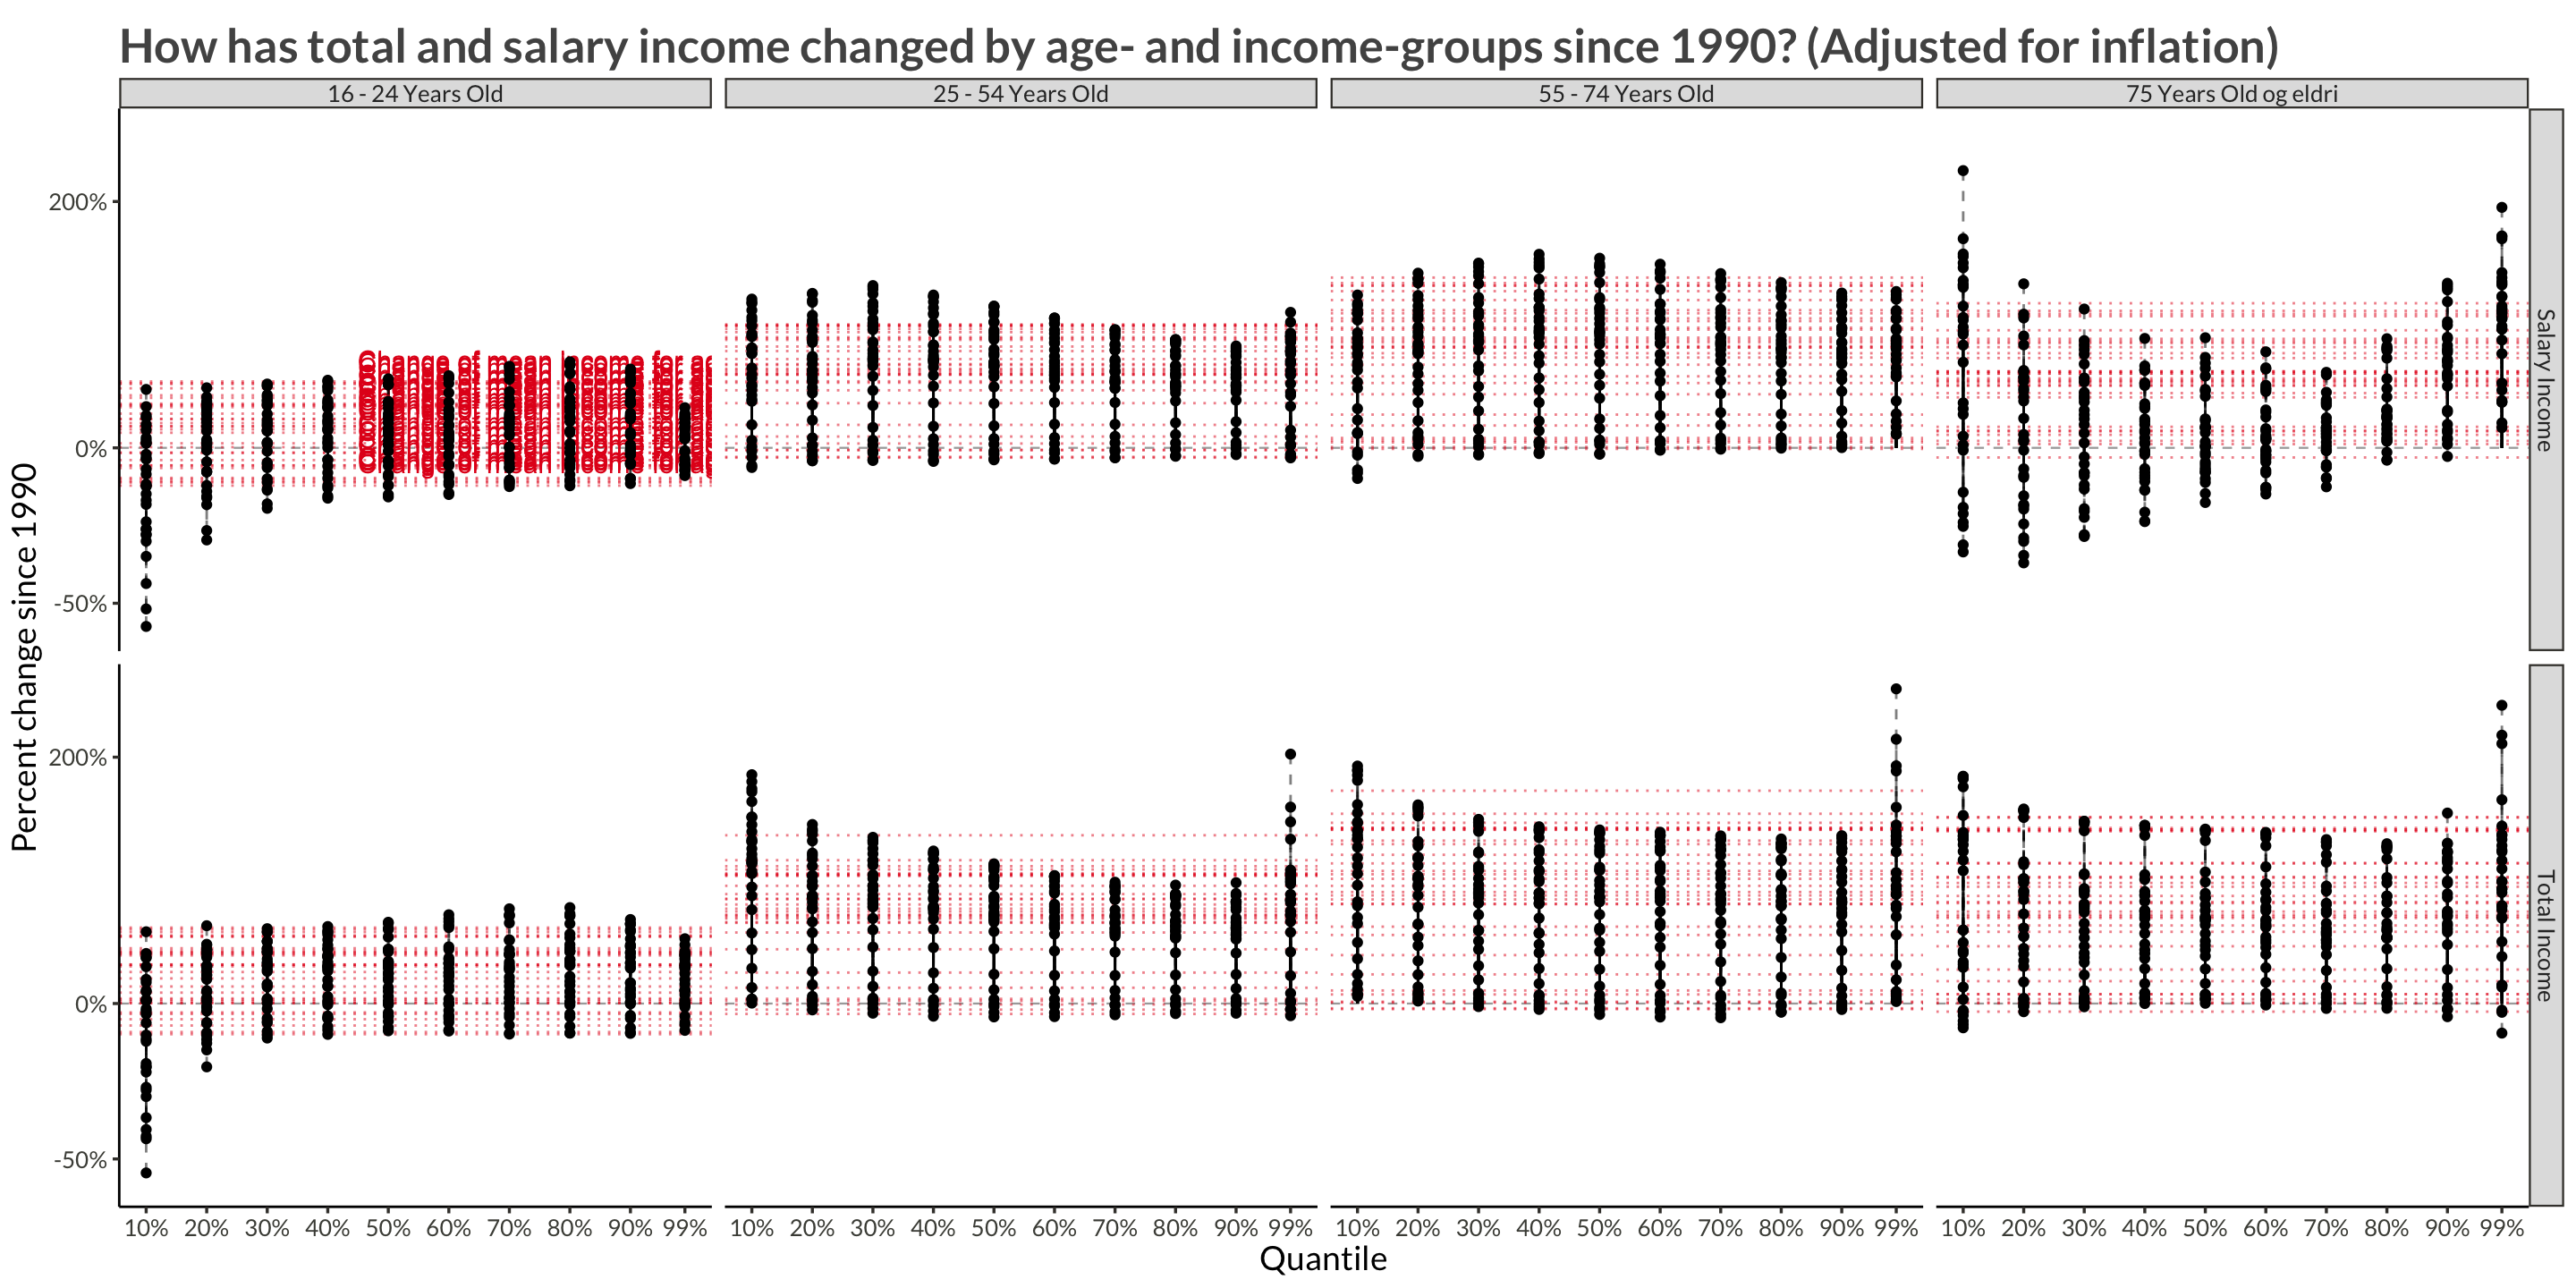 How has total and salary income changed by age- and income-groups since 1990? (Adjusted for inflation)
16 - 24 Years Old 25 - 54 Years Old 55 - 74 Years Old 75 Years Old og eldri
Percent change since 1990
200%
0%
-50%
Salary Income
200%
0%
-50%
Total Income
10% 20% 30% 40% 50% 60% 70% 80% 90% 99% 10% 20% 30% 40% 50% 60% 70% 80% 90% 99% 10% 20% 30% 40% 50% 60% 70% 80% 90% 99% 10% 20% 30% 40% 50% 60% 70% 80% 90% 99%
Quantile